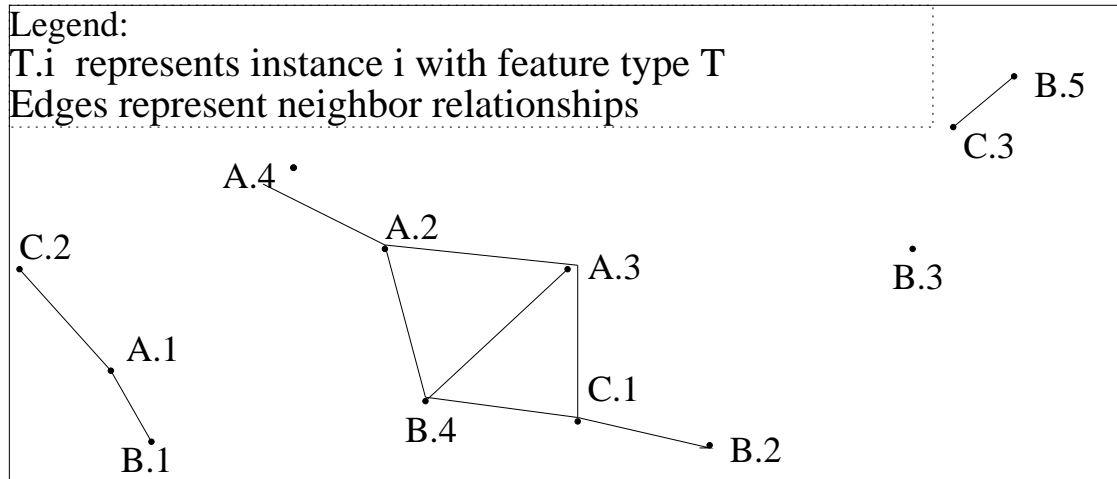 Legend:
T.i represents instance i with feature type T
Edges represent neighbor relationships
B.5
C.3
A.4
A.2
C.2
A.3
B.3
A.1
C.1
B.4
B.2
B.1